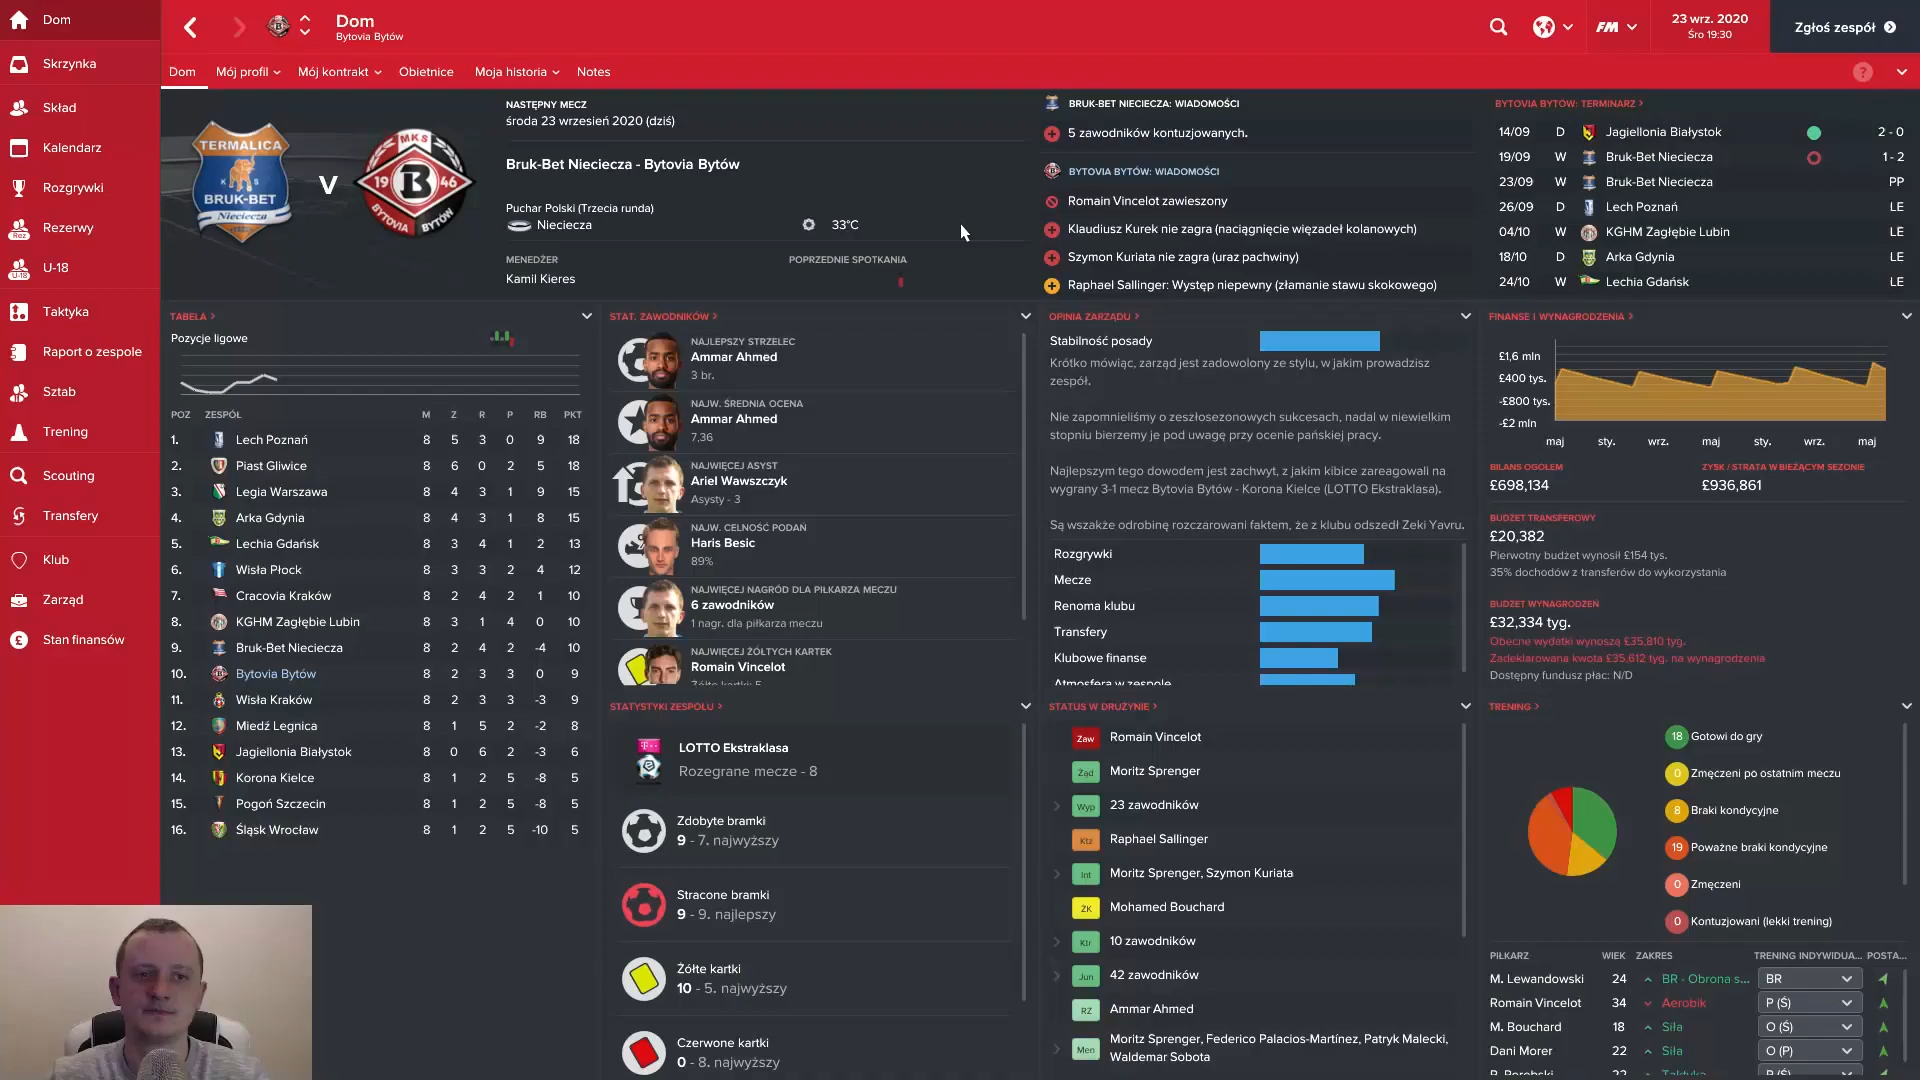 Dom
Skrzynka
Skład
Kalendarz
Rozgrywki
Rezerwy
U-18
Taktyka
Raport o zespole
Sztab
Trening
Scouting
Transfery
Klub
Zarząd
Stan finansów
Dom
Bytovia Bytów
FM
23 wrz. 2020
Śro 19:30
Zgłoś zespół
Dom Mój profil Mój kontrakt Obietnice Moja historia Notes
TERMALICA
BRUK-BET
Nieciecza
V
MKS
19 B 46
BYTOVIA BYTÓW
NASTĘPNY MECZ
środa 23 wrzesień 2020 (dziś)
Bruk-Bet Nieciecza - Bytovia Bytów
Puchar Polski (Trzecia runda)
Nieciecza 33°C
MENEDŻER POPRZEDNIE SPOTKANIA
Kamil Kieres
BRUK-BET NIECIECZA: WIADOMOŚCI
5 zawodników kontuzjowanych.
BYTOVIA BYTÓW: WIADOMOŚCI
Romain Vincelot zawieszony
Klaudiusz Kurek nie zagra (naciągnięcie więzadeł kolanowych)
Szymon Kuriata nie zagra (uraz pachwiny)
Raphael Sallinger: Występ niepewny (złamanie stawu skokowego)
BYTOVIA BYTÓW: TERMINARZ >
14/09 D Jagiellonia Białystok 2 - 0
19/09 W Bruk-Bet Nieciecza 1 - 2
23/09 W Bruk-Bet Nieciecza PP
26/09 D Lech Poznań LE
04/10 W KGHM Zagłębie Lubin LE
18/10 D Arka Gdynia LE
24/10 W Lechia Gdańsk LE
TABELA >
Pozycje ligowe
POZ ZESPÓŁ M Z R P RB PKT
1. Lech Poznań 8 5 3 0 9 18
2. Piast Gliwice 8 6 0 2 5 18
3. Legia Warszawa 8 4 3 1 9 15
4. Arka Gdynia 8 4 3 1 8 15
5. Lechia Gdańsk 8 3 4 1 2 13
6. Wisła Płock 8 3 3 2 4 12
7. Cracovia Kraków 8 2 4 2 1 10
8. KGHM Zagłębie Lubin 8 3 1 4 0 10
9. Bruk-Bet Nieciecza 8 2 4 2 -4 10
10. Bytovia Bytów 8 2 3 3 0 9
11. Wisła Kraków 8 2 3 3 -3 9
12. Miedź Legnica 8 1 5 2 -2 8
13. Jagiellonia Białystok 8 0 6 2 -3 6
14. Korona Kielce 8 1 2 5 -8 5
15. Pogoń Szczecin 8 1 2 5 -8 5
16. Śląsk Wrocław 8 1 2 5 -10 5
STAT. ZAWODNIKÓW >
NAJLEPSZY STRZELEC
Ammar Ahmed
3 br.
NAJW. ŚREDNIA OCENA
Ammar Ahmed
7,36
NAJWIĘCEJ ASYST
Ariel Wawszczyk
Asysty - 3
NAJW. CELNOŚĆ PODAŃ
Haris Besic
89%
NAJWIĘCEJ NAGRÓD DLA PIŁKARZA MECZU
6 zawodników
1 nagr. dla piłkarza meczu
NAJWIĘCEJ ŻÓŁTYCH KARTEK
Romain Vincelot
Żółte kartki: 5
STATYSTYKI ZESPOŁU >
LOTTO Ekstraklasa
Rozegrane mecze - 8
Zdobyte bramki
9 - 7. najwyższy
Stracone bramki
9 - 9. najlepszy
Żółte kartki
10 - 5. najwyższy
Czerwone kartki
0 - 8. najwyższy
OPINIA ZARZĄDU >
Stabilność posady
Krótko mówiąc, zarząd jest zadowolony ze stylu, w jakim prowadzisz
zespół.
Nie zapomnieliśmy o zeszłosezonowych sukcesach, nadal w niewielkim
stopniu bierzemy je pod uwagę przy ocenie pańskiej pracy.
Najlepszym tego dowodem jest zachwyt, z jakim kibice zareagowali na
wygrany 3-1 mecz Bytovia Bytów - Korona Kielce (LOTTO Ekstraklasa).
Są wszakże odrobinę rozczarowani faktem, że z klubu odszedł Zeki Yavru.
Rozgrywki
Mecze
Renoma klubu
Transfery
Klubowe finanse
Atmosfera w zespole
STATUS W DRUŻYNIE >
Zaw Romain Vincelot
Żąd Moritz Sprenger
Wyp 23 zawodników
Ktz Raphael Sallinger
Int Moritz Sprenger, Szymon Kuriata
ŻK Mohamed Bouchard
Ktr 10 zawodników
Jun 42 zawodników
RZ Ammar Ahmed
Men Moritz Sprenger, Federico Palacios-Martínez, Patryk Malecki,
Waldemar Sobota
FINANSE I WYNAGRODZENIA >
£1,6 mln
£400 tys.
-£800 tys.
-£2 mln
maj sty. wrz. maj sty. wrz. maj
BILANS OGÓŁEM ZYSK / STRATA W BIEŻĄCYM SEZONIE
£698,134 £936,861
BUDŻET TRANSFEROWY
£20,382
Pierwotny budżet wynosił £154 tys.
35% dochodów z transferów do wykorzystania
BUDŻET WYNAGRODZEŃ
£32,334 tyg.
Obecne wydatki wynoszą £35,810 tyg.
Zadeklarowana kwota £35,612 tyg. na wynagrodzenia
Dostępny fundusz płac: N/D
TRENING >
18 Gotowi do gry
0 Zmęczeni po ostatnim meczu
8 Braki kondycyjne
19 Poważne braki kondycyjne
0 Zmęczeni
0 Kontuzjowani (lekki trening)
PIŁKARZ WIEK ZAKRES TRENING INDYWIDUA... POSTA...
M. Lewandowski 24 BR - Obrona s... BR
Romain Vincelot 34 Aerobik P (Ś)
M. Bouchard 18 Siła O (Ś)
Dani Morer 22 Siła O (P)